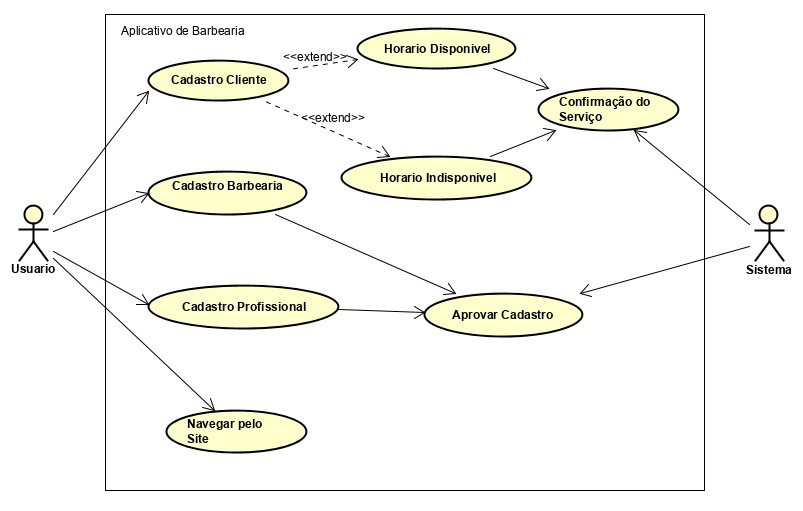 Aplicativo de Barbearia
Horario Disponivel
<<extend>>
Cadastro Cliente
Confirmação do
Serviço
<<extend>>
Horario Indisponivel
Cadastro Barbearia
Usuario
Sistema
Cadastro Profissional
Aprovar Cadastro
Navegar pelo
Site